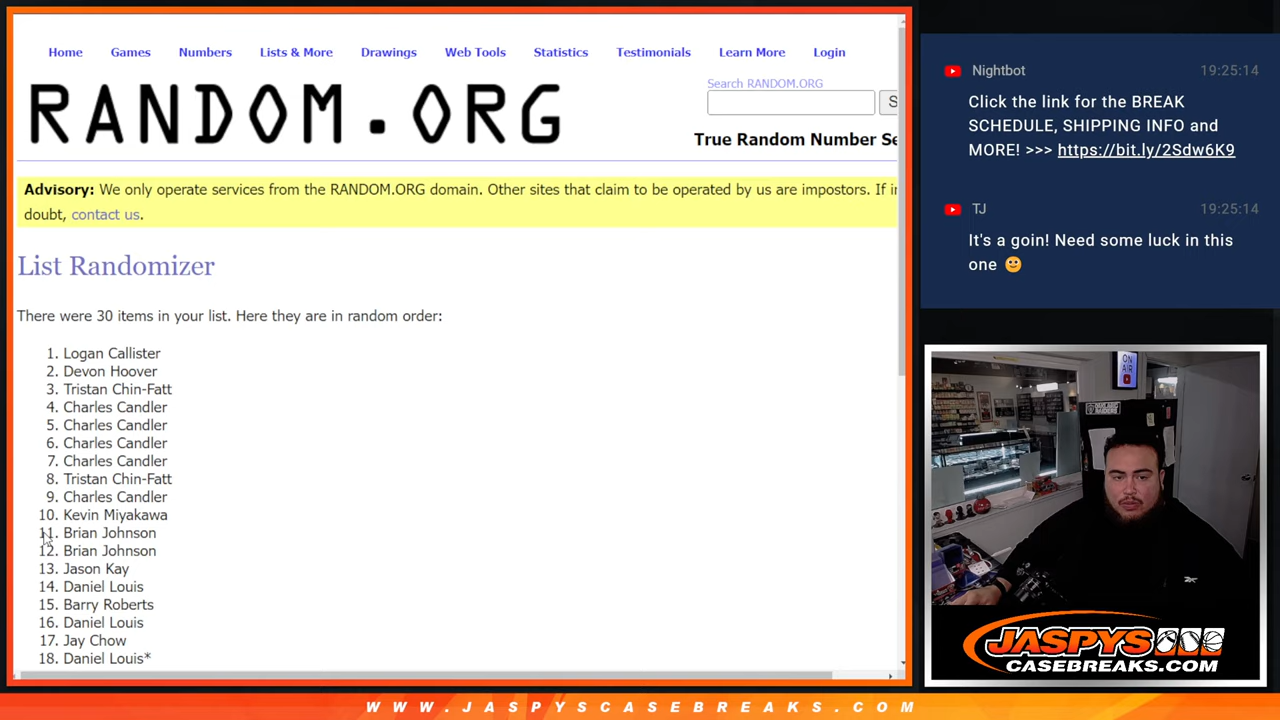 Home Games Numbers Lists & More Drawings Web Tools Statistics Testimonials Learn More Login
RANDOM.ORG
Search RANDOM.ORG
True Random Number Se
Advisory: We only operate services from the RANDOM.ORG domain. Other sites that claim to be operated by us are impostors. If in
doubt, contact us.
List Randomizer
There were 30 items in your list. Here they are in random order:
1. Logan Callister
2. Devon Hoover
3. Tristan Chin-Fatt
4. Charles Candler
5. Charles Candler
6. Charles Candler
7. Charles Candler
8. Tristan Chin-Fatt
9. Charles Candler
10. Kevin Miyakawa
11. Brian Johnson
12. Brian Johnson
13. Jason Kay
14. Daniel Louis
15. Barry Roberts
16. Daniel Louis
17. Jay Chow
18. Daniel Louis*
Nightbot 19:25:14
Click the link for the BREAK
SCHEDULE, SHIPPING INFO and
MORE! >>> https://bit.ly/2Sdw6K9
TJ 19:25:14
It's a goin! Need some luck in this
one 🙂
ON
AIR
JASPYS
CASEBREAKS.COM
WWW.JASPYSCASEBREAKS.COM